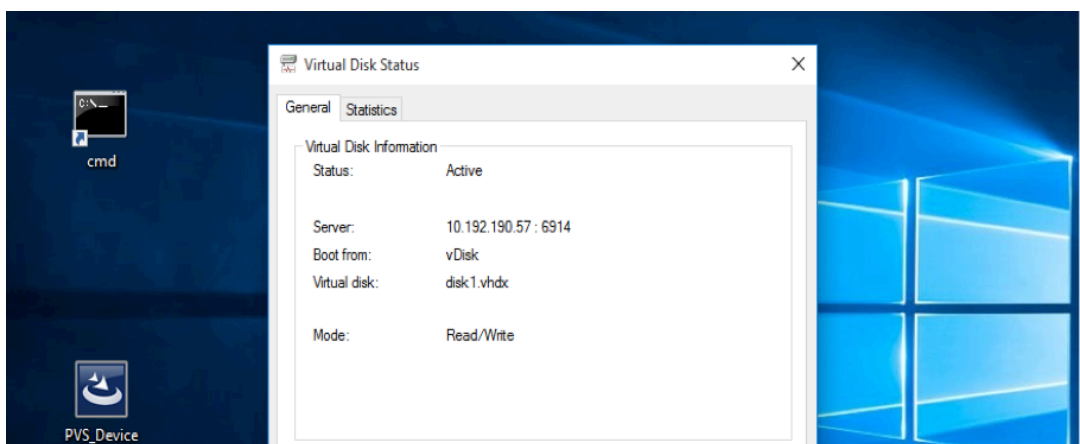 Virtual Disk Status
General Statistics
Virtual Disk Information
Status: Active
Server: 10.192.190.57 : 6914
Boot from: vDisk
Virtual disk: disk1.vhdx
Mode: Read/Write
C:\_
cmd
PVS_Device